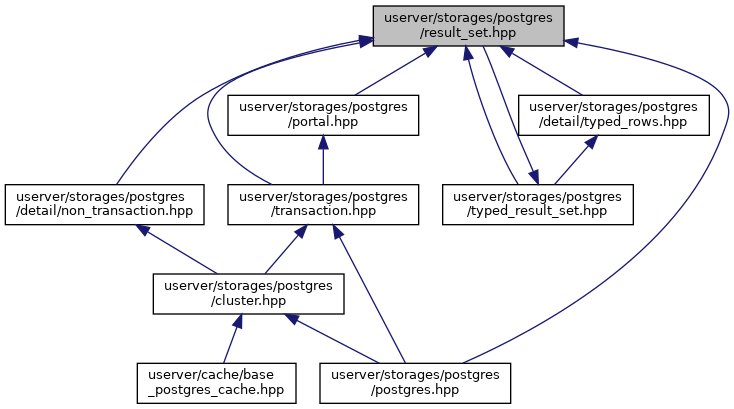 userver/storages/postgres
/result_set.hpp
userver/storages/postgres
/portal.hpp
userver/storages/postgres
/detail/typed_rows.hpp
userver/storages/postgres
/detail/non_transaction.hpp
userver/storages/postgres
/transaction.hpp
userver/storages/postgres
/typed_result_set.hpp
userver/storages/postgres
/cluster.hpp
userver/cache/base
_postgres_cache.hpp
userver/storages/postgres
/postgres.hpp